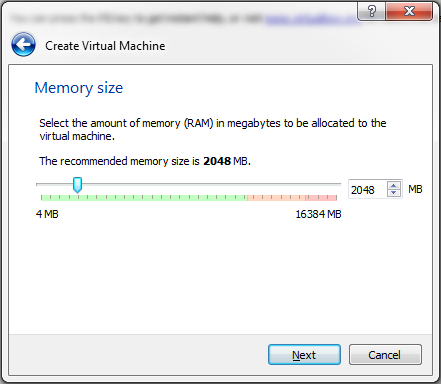 You can press the F1 key to get instant help, or visit www.virtualbox.org
Create Virtual Machine
Memory size
Select the amount of memory (RAM) in megabytes to be allocated to the
virtual machine.
The recommended memory size is 2048 MB.
2048 MB
4 MB 16384 MB
Next Cancel